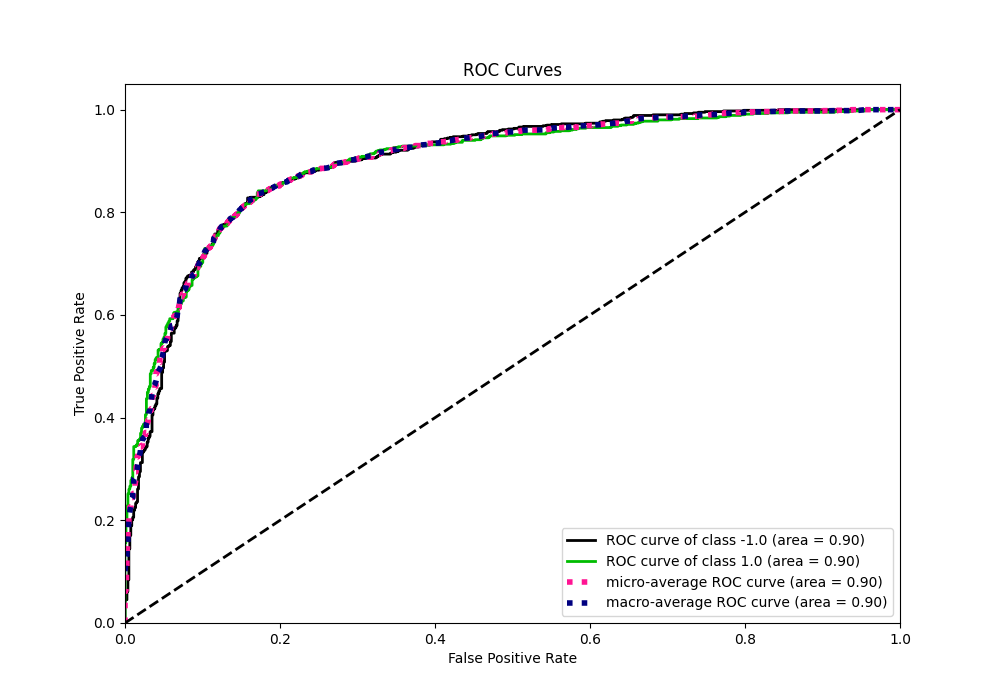 ROC Curves
1.0
0.8
0.6
0.4
0.2
0.0
True Positive Rate
ROC curve of class -1.0 (area = 0.90)
ROC curve of class 1.0 (area = 0.90)
micro-average ROC curve (area = 0.90)
macro-average ROC curve (area = 0.90)
0.0 0.2 0.4 0.6 0.8 1.0
False Positive Rate